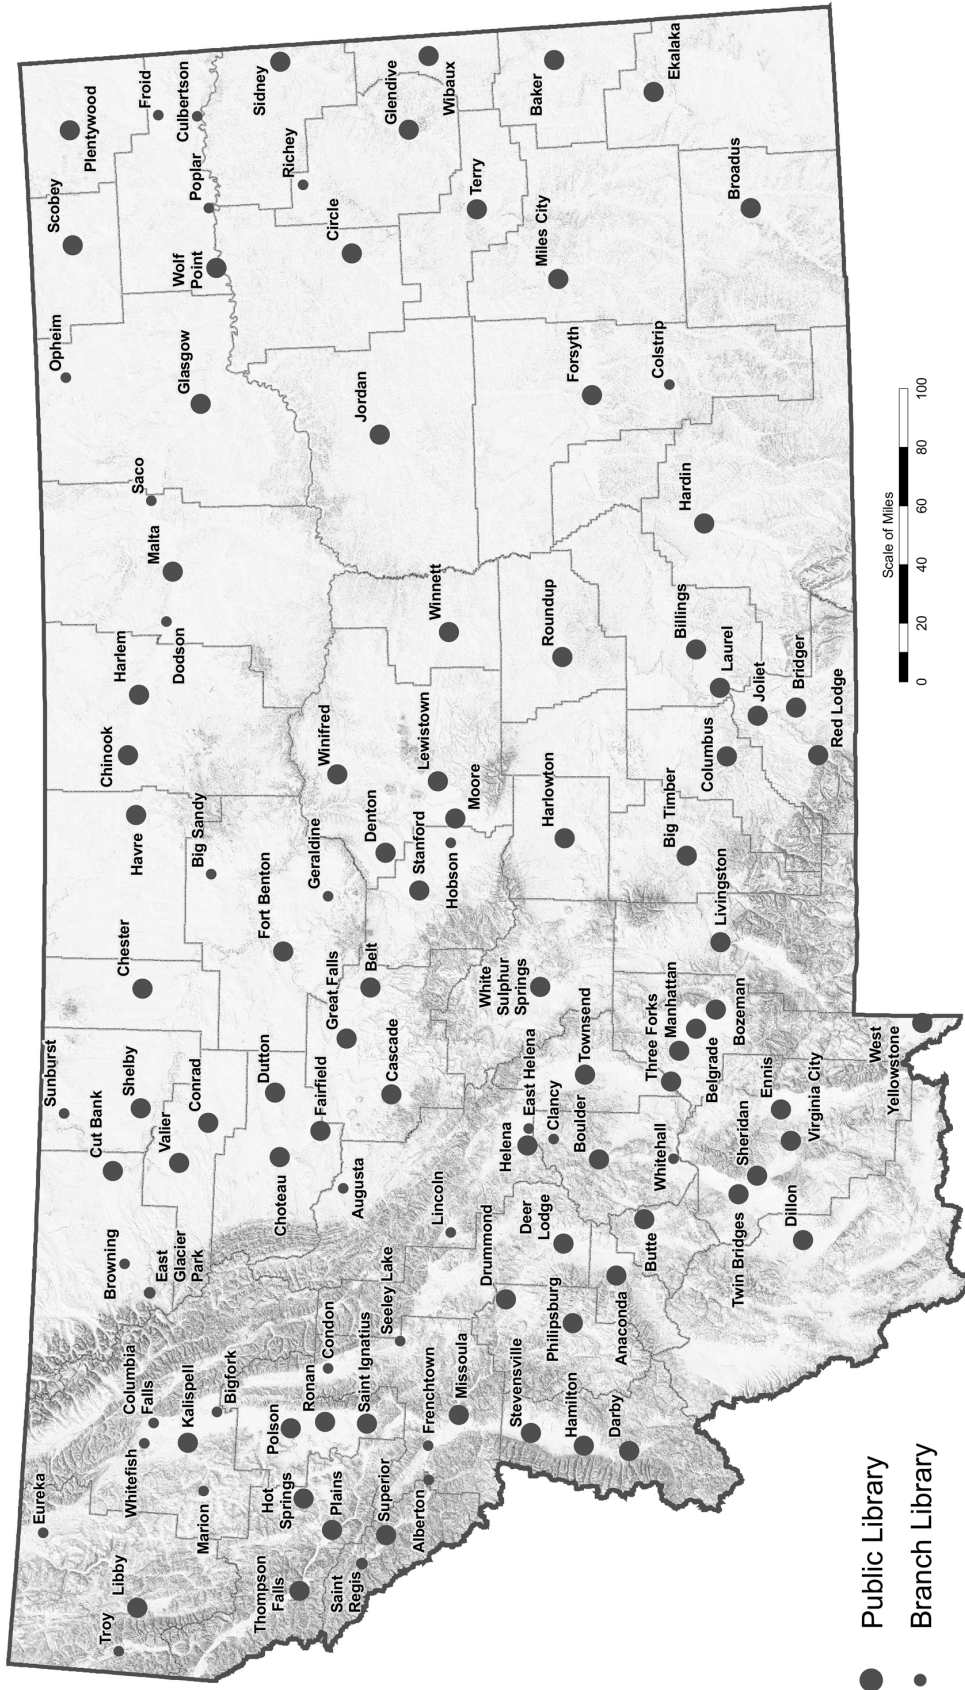 Eureka
Sunburst
Opheim
Scobey
Plentywood
Troy
Libby
Whitefish
Columbia
Falls
Browning
Cut Bank
Shelby
Chester
Havre
Chinook
Harlem
Dodson
Malta
Saco
Froid
Marion
Kalispell
Bigfork
East
Glacier
Park
Valier
Conrad
Big Sandy
Glasgow
Wolf
Point
Poplar
Culbertson
Thompson
Falls
Hot
Springs
Polson
Ronan
Choteau
Dutton
Fort Benton
Sidney
Richey
Saint
Regis
Plains
Condon
Saint Ignatius
Augusta
Fairfield
Great Falls
Geraldine
Winifred
Jordan
Circle
Superior
Seeley Lake
Cascade
Belt
Denton
Stanford
Lewistown
Glendive
Wibaux
Alberton
Frenchtown
Missoula
Lincoln
Hobson
Moore
Winnett
Terry
Drummond
Helena
East Helena
White
Sulphur
Springs
Stevensville
Philipsburg
Deer
Lodge
Clancy
Harlowton
Roundup
Miles City
Baker
Hamilton
Boulder
Townsend
Forsyth
Darby
Anaconda
Butte
Whitehall
Three Forks
Manhattan
Big Timber
Billings
Hardin
Colstrip
Ekalaka
Belgrade
Bozeman
Livingston
Columbus
Laurel
Broadus
Twin Bridges
Sheridan
Ennis
Joliet
Dillon
Virginia City
Bridger
Red Lodge
West
Yellowstone
Scale of Miles
0 20 40 60 80 100
Public Library
Branch Library